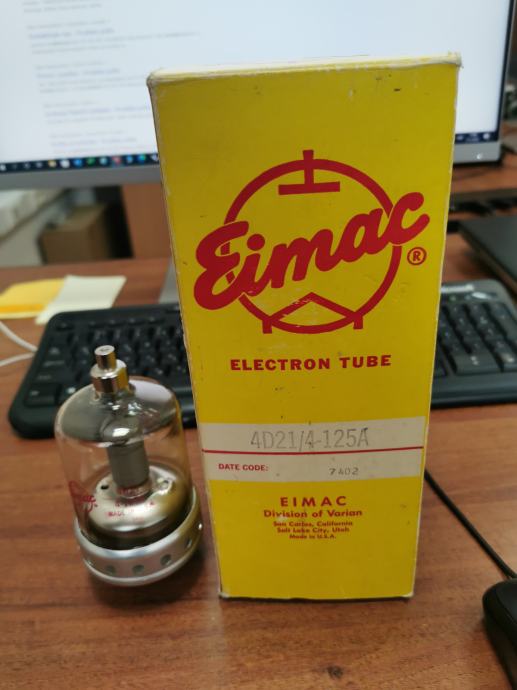 Eimac ®
ELECTRON TUBE
4D21/4-125A
DATE CODE: 7402
EIMAC
Division of Varian
San Carlos, California
Salt Lake City, Utah
Made in U.S.A.
Eimac